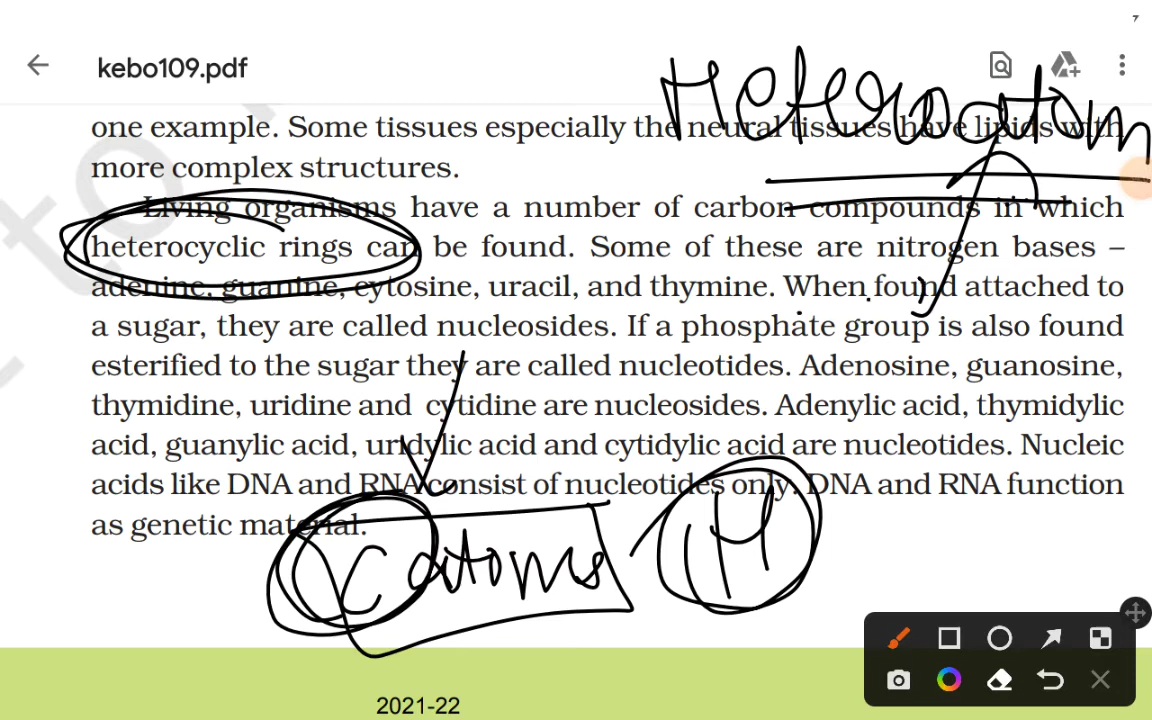 kebo109.pdf
Heteroatom
one example. Some tissues especially the neural tissues have lipids with
more complex structures.
Living organisms have a number of carbon compounds in which
heterocyclic rings can be found. Some of these are nitrogen bases –
adenine, guanine, cytosine, uracil, and thymine. When found attached to
a sugar, they are called nucleosides. If a phosphate group is also found
esterified to the sugar they are called nucleotides. Adenosine, guanosine,
thymidine, uridine and cytidine are nucleosides. Adenylic acid, thymidylic
acid, guanylic acid, uridylic acid and cytidylic acid are nucleotides. Nucleic
acids like DNA and RNA consist of nucleotides only. DNA and RNA function
as genetic material.
C atoms H
2021-22